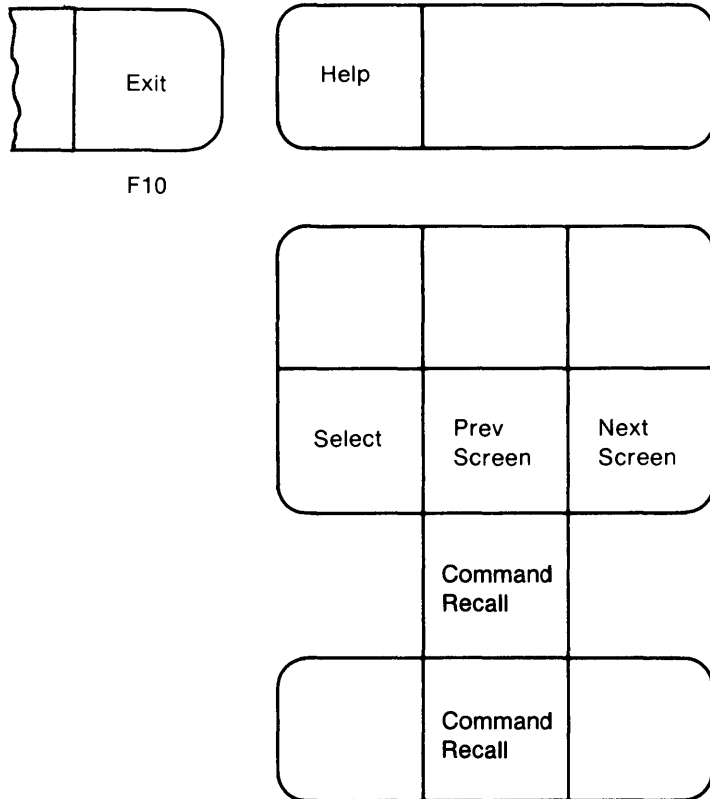 Exit
Help
F10
Select
Prev
Screen
Next
Screen
Command
Recall
Command
Recall